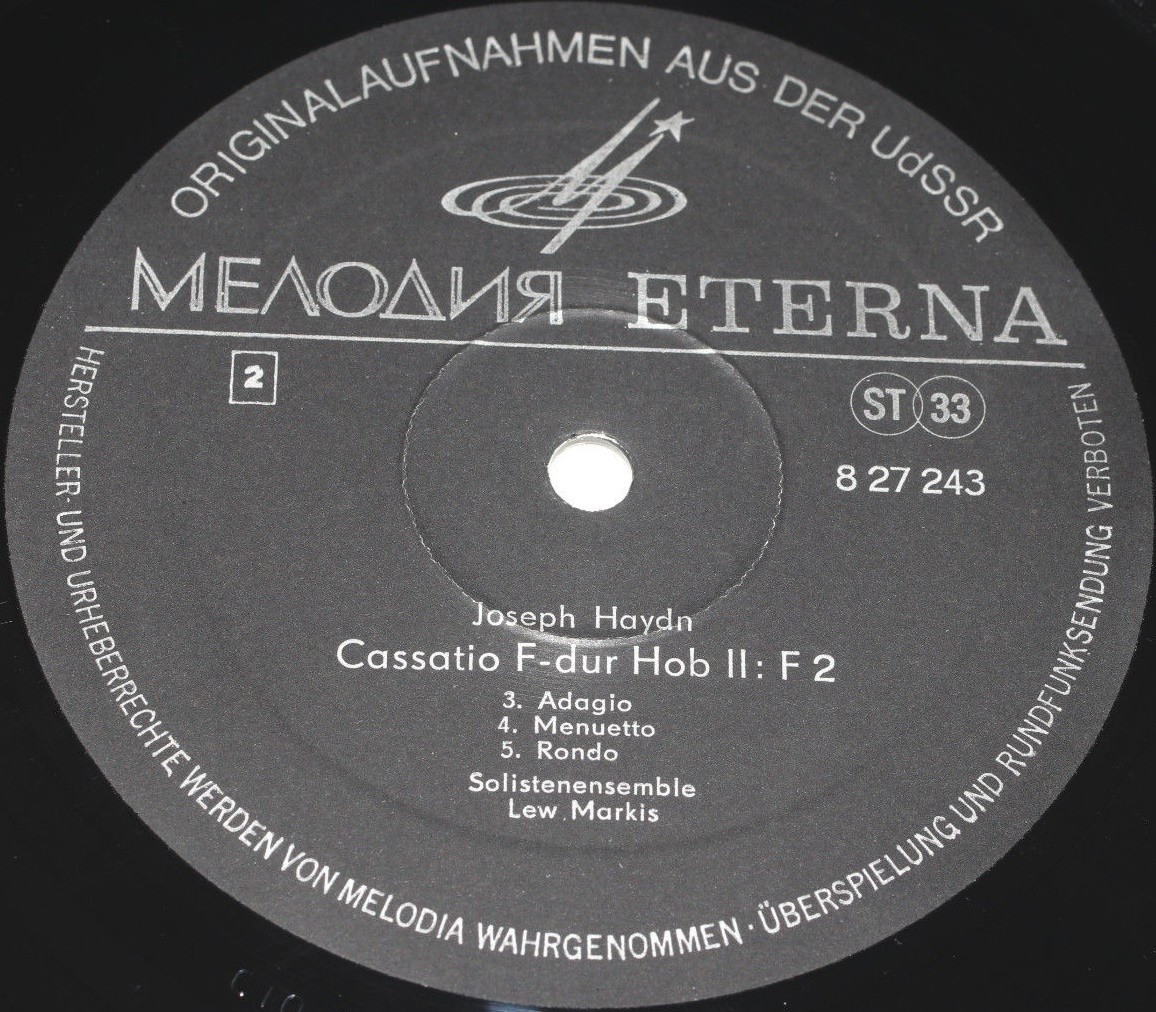 ORIGINALAUFNAHMEN AUS DER UdSSR
МЕЛОДИЯ ETERNA
2
ST 33
8 27 243
Joseph Haydn
Cassatio F-dur Hob II: F 2
3. Adagio
4. Menuetto
5. Rondo
Solistenensemble
Lew Markis
HERSTELLER- UND URHEBERRECHTE WERDEN VON MELODIA WAHRGENOMMEN · ÜBERSPIELUNG UND RUNDFUNKSENDUNG VERBOTEN